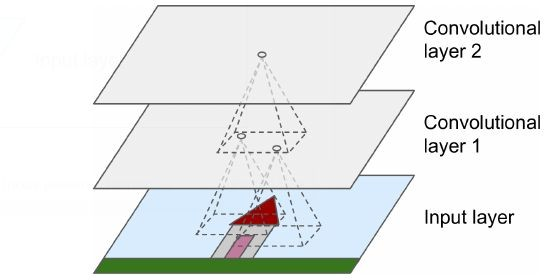 Convolutional
layer 2
Convolutional
layer 1
Input layer